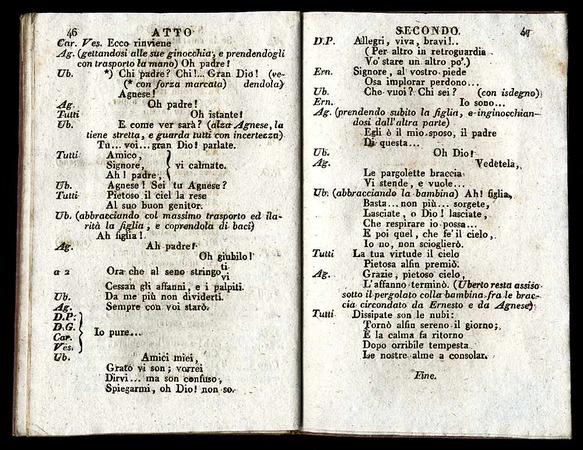 46 ATTO
Car. Ves. Ecco rinviene
Ag. (gettandosi alle sue ginocchia, e prendendogli
con trasporto la mano) Oh padre!
Ub. *) Chi padre? Chi!.. Gran Dio! (ve-
(* con forza marcata) dendola)
Agnese!
Ag. Oh padre!
Tutti Oh istante!
Ub. E come ver sarà? (alza Agnese, la
tiene stretta, e guarda tutti con incertezza)
Tu... voi... gran Dio! parlate.
Tutti Amico,
Signore, } vi calmate.
Ah! padre,
Ub. Agnese! Sei tu Agnese?
Tutti Pietoso il ciel la rese
Al suo buon genitor.
Ub. (abbracciando col massimo trasporto ed ila-
rità la figlia, e coprendola di baci)
Ah figlia!
Ag. Ah padre!
Oh giubilo!
a 2 Ora che al seno stringo ti
vi
Cessan gli affanni, e i palpiti.
Ub. Da me più non dividerti.
Ag. Sempre con voi starò.
D.P.
D.G. } Io pure...
Car.
Ves.
Ub. Amici miei,
Grato vi son; vorrei
Dirvi... ma son confuso,
Spiegarmi, oh Dio! non so.
SECONDO. 47
D.P. Allegri, viva, bravi!..
(Per altro in retroguardia
Vo' stare un altro po'.)
Ern. Signore, al vostro piede
Osa implorar perdono...
Ub. Che vuoi? Chi sei? (con isdegno)
Ern. Io sono...
Ag. (prendendo subito la figlia, e inginocchian-
dosi dall'altra parte)
Egli è il mio sposo, il padre
Di questa...
Ub. Oh Dio!
Ag. Vedetela,
Le pargolette braccia
Vi stende, e vuole...
Ub. (abbracciando la bambina) Ah! figlia,
Basta... non più... sorgete,
Lasciate, o Dio! lasciate,
Che respirare io possa...
E poi quel, che fe' il cielo,
Io no, non scioglierò.
Tutti La tua virtude il cielo
Pietosa alfin premiò.
Ag. Grazie, pietoso cielo,
L'affanno terminò. (Uberto resta assiso
sotto il pergolato colla bambina fra le brac-
cia circondato da Ernesto e da Agnese)
Tutti Dissipate son le nubi:
Tornò alfin sereno il giorno;
E la calma fa ritorno
Dopo orribile tempesta
Le nostre alme a consolar.
Fine.